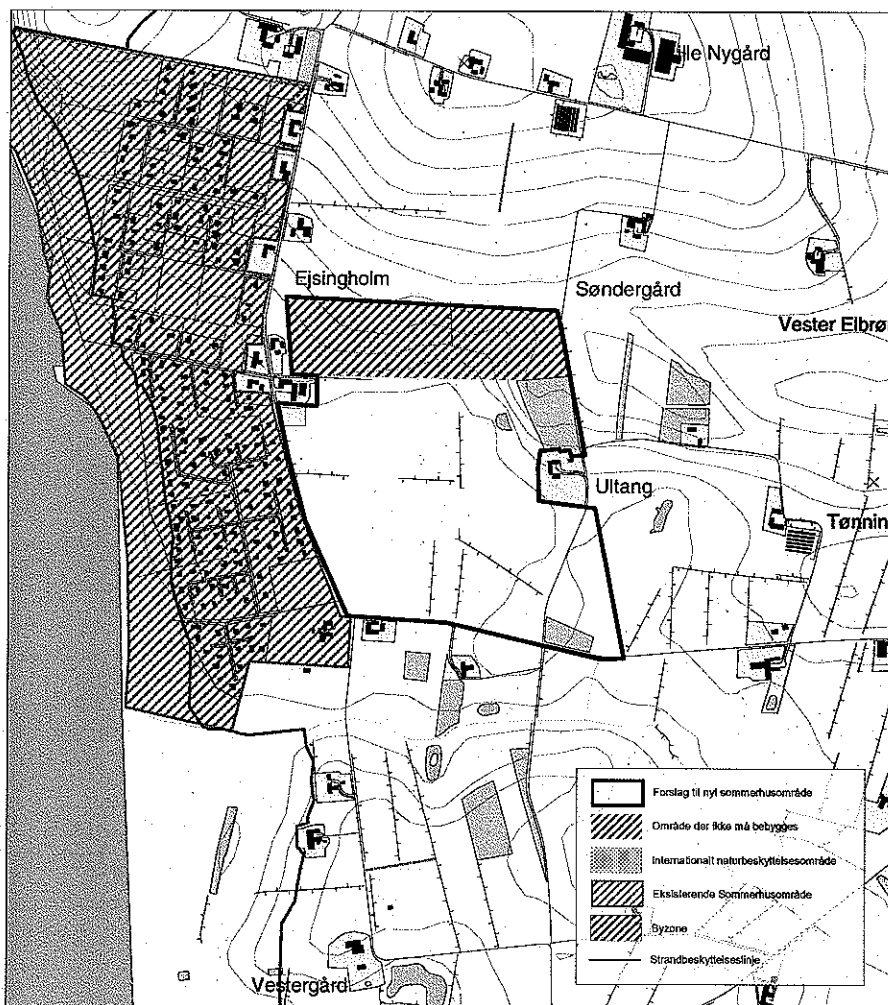 lle Nygård
Ejsingholm
Søndergård
Vester Elbrø
Ultang
Tønnin
Forslag til nyt sommerhusområde
Område der ikke må bebygges
Internationalt naturbeskyttelsesområde
Eksisterende Sommerhusområde
Byzone
Strandbeskyttelseslinje
Vestergård